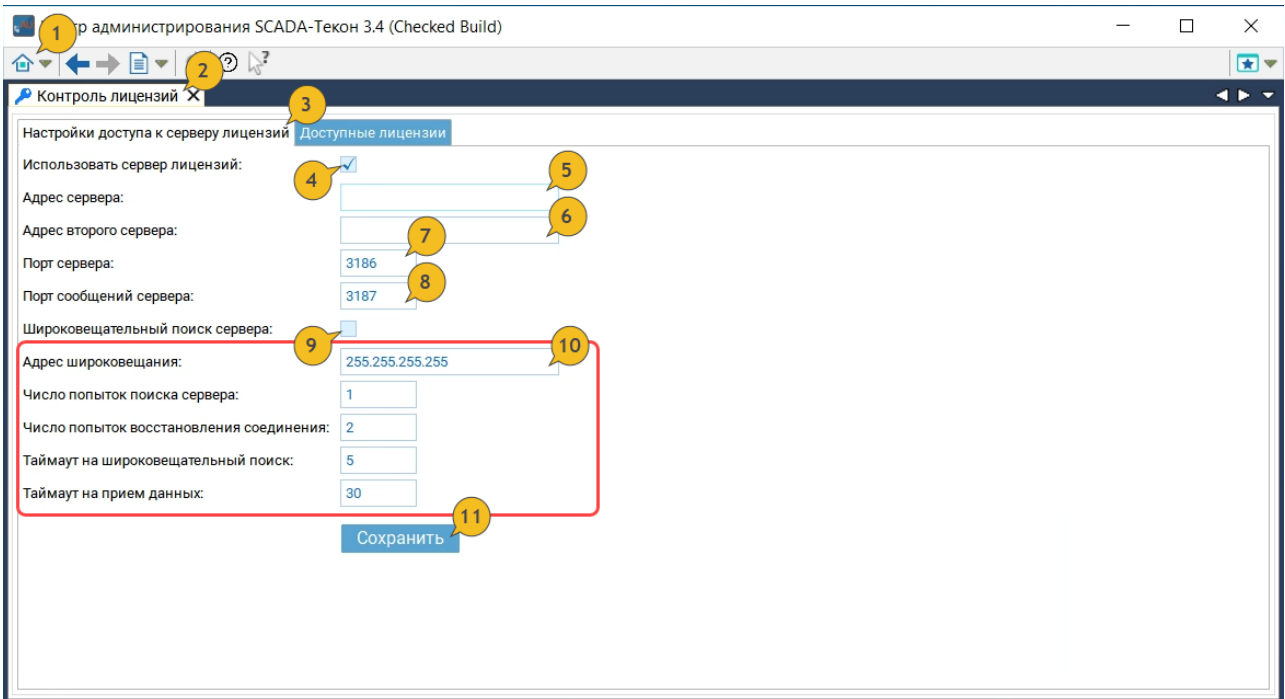 администрирования SCADA-Текон 3.4 (Checked Build)
1
2
Контроль лицензий
3
Настройки доступа к серверу лицензий Доступные лицензии
Использовать сервер лицензий:
4
5
Адрес сервера:
6
Адрес второго сервера:
7
Порт сервера: 3186
8
Порт сообщений сервера: 3187
Широковещательный поиск сервера:
9
10
Адрес широковещания: 255.255.255.255
Число попыток поиска сервера: 1
Число попыток восстановления соединения: 2
Таймаут на широковещательный поиск: 5
Таймаут на прием данных: 30
11
Сохранить